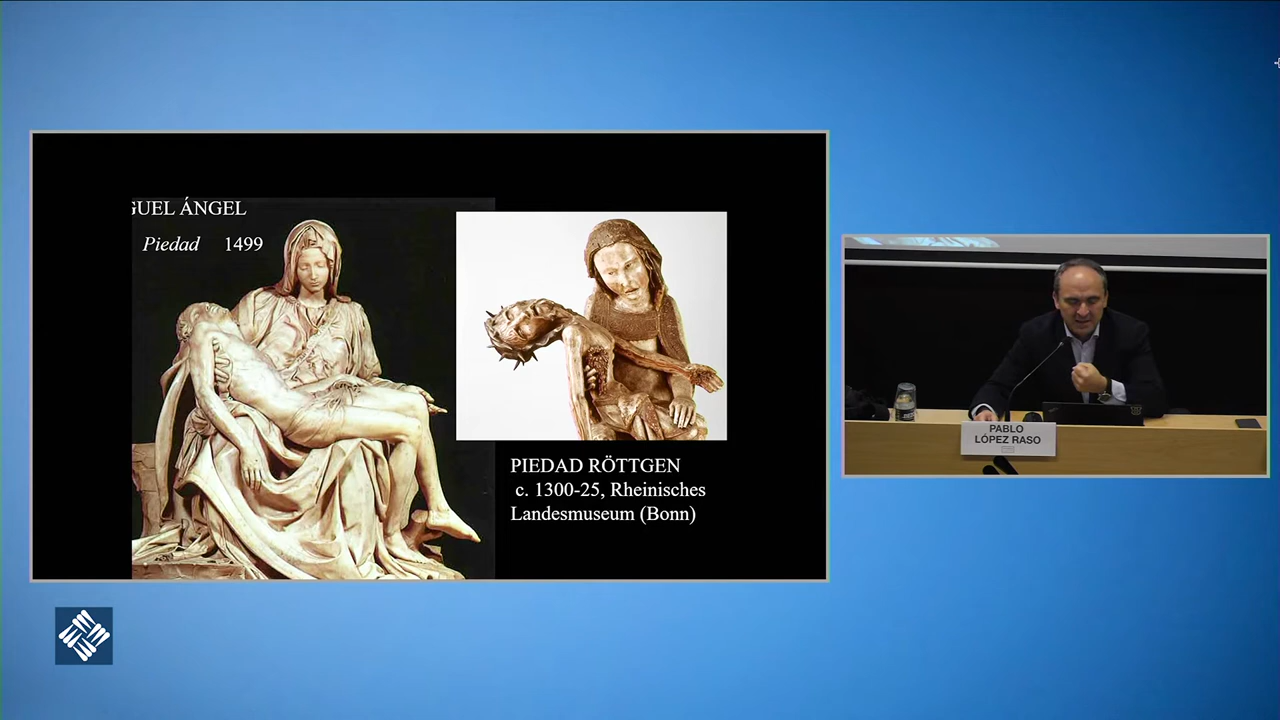 GUEL ÁNGEL
Piedad 1499
PIEDAD RÖTTGEN
c. 1300-25, Rheinisches
Landesmuseum (Bonn)
PABLO
LÓPEZ RASO